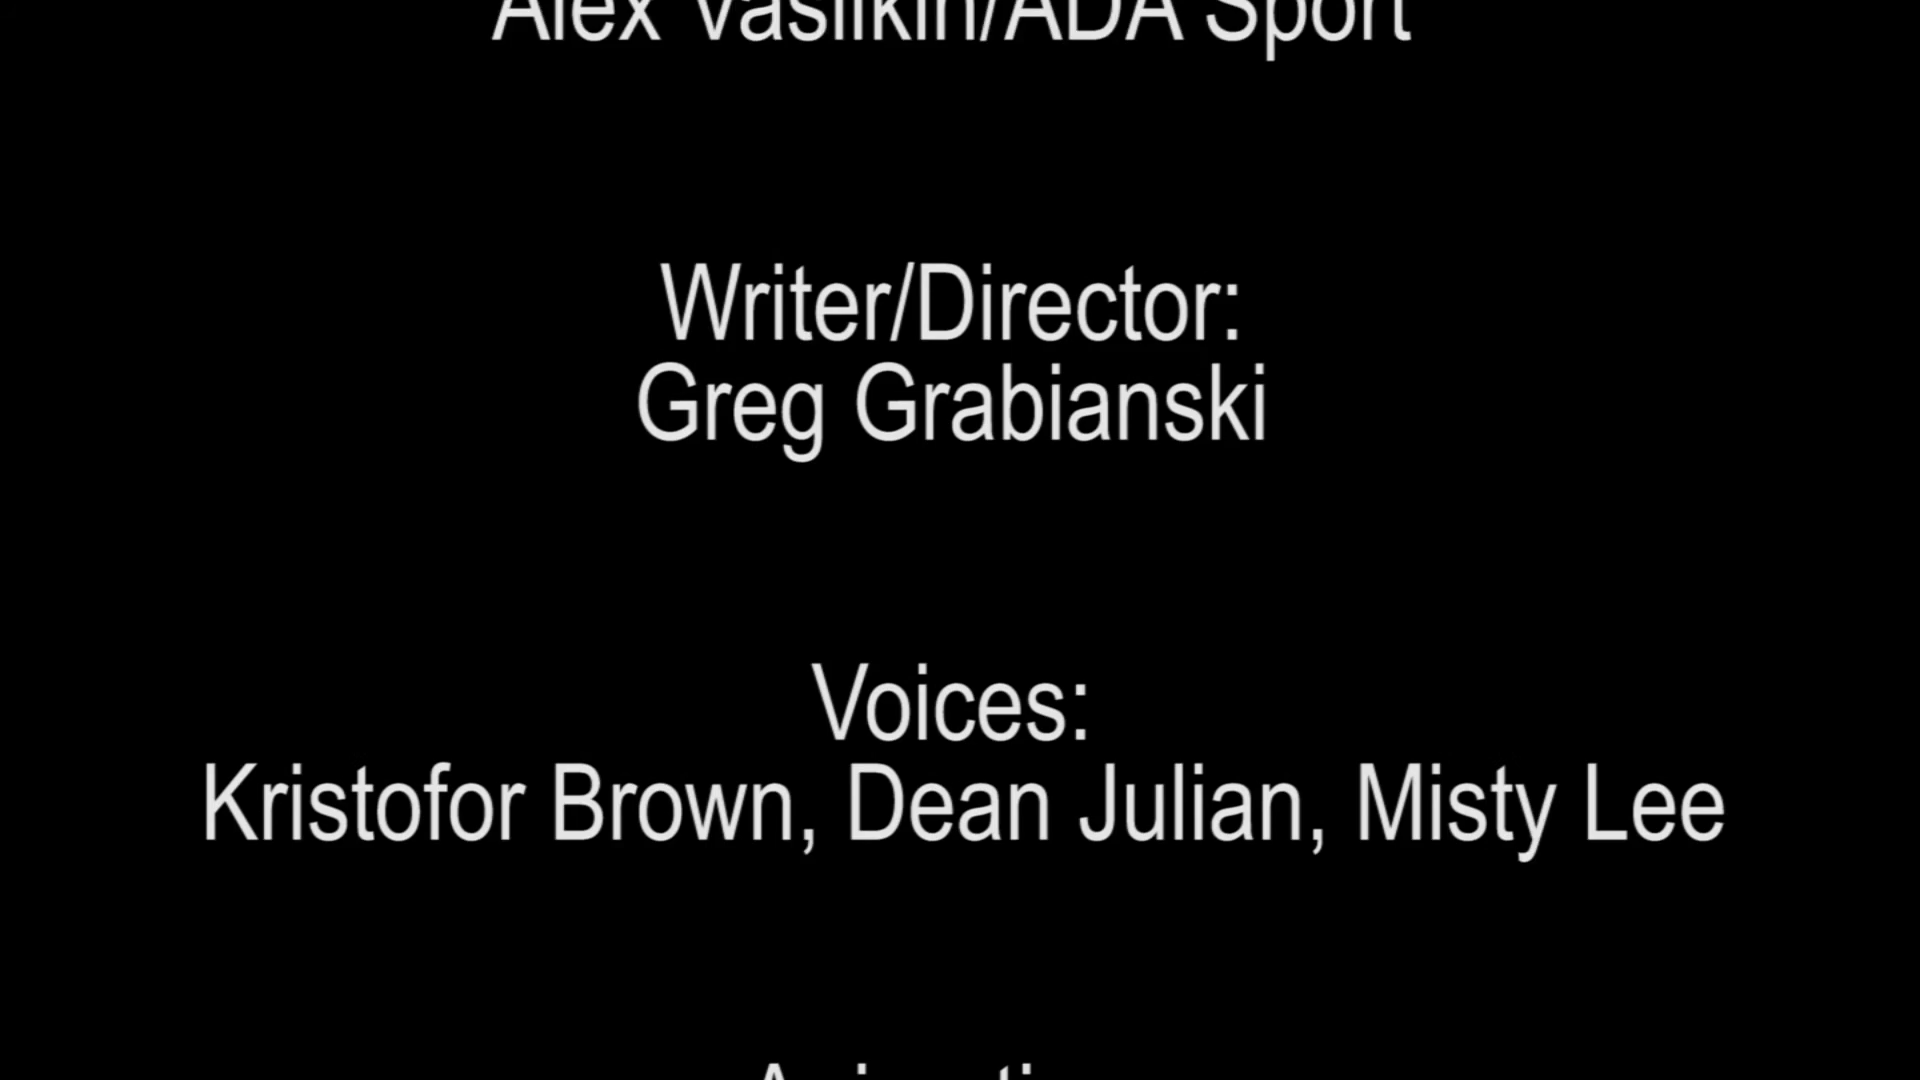 Alex Vasilkin/ADA Sport
Writer/Director:
Greg Grabianski
Voices:
Kristofor Brown, Dean Julian, Misty Lee